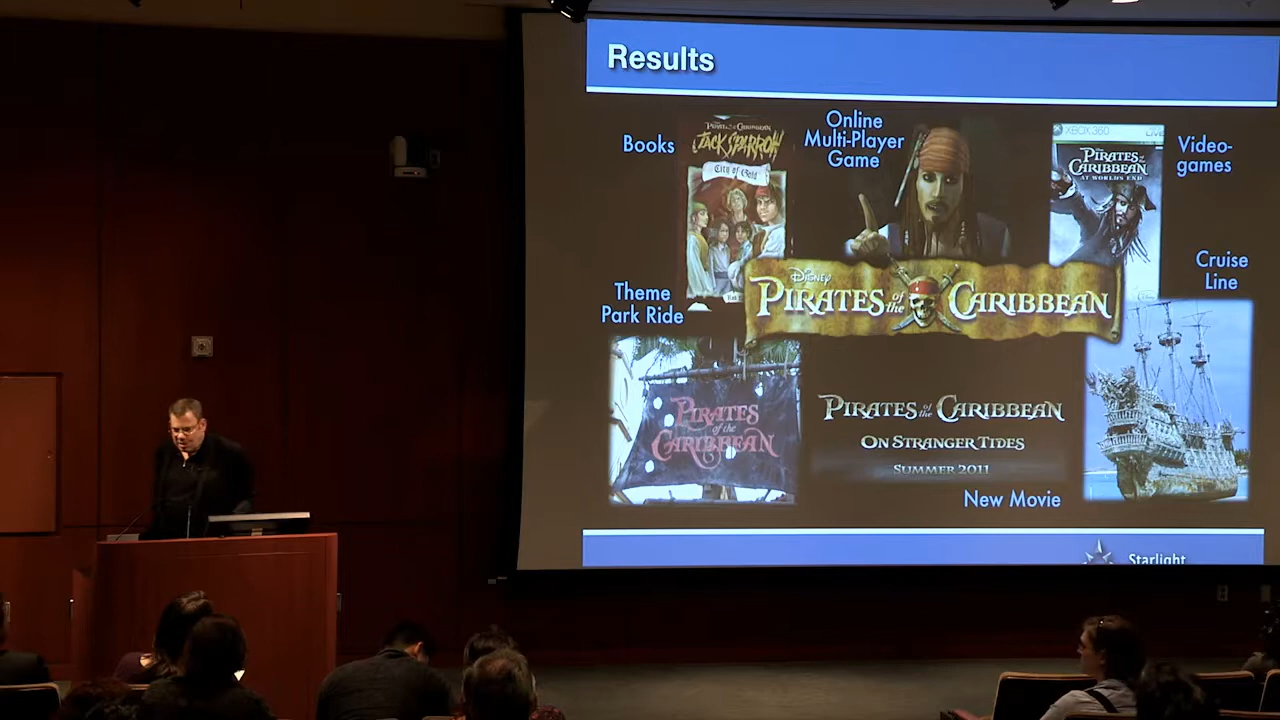 Results
Books
PIRATES of the CARIBBEAN
JACK SPARROW
City of Gold
Online
Multi-Player
Game
XBOX 360
LIVE
PIRATES of the
CARIBBEAN
AT WORLD'S END
Video-
games
Cruise
Line
DISNEY
PIRATES of the CARIBBEAN
Theme
Park Ride
PIRATES
of the
CARIBBEAN
PIRATES of the CARIBBEAN
ON STRANGER TIDES
SUMMER 2011
New Movie
Starlight